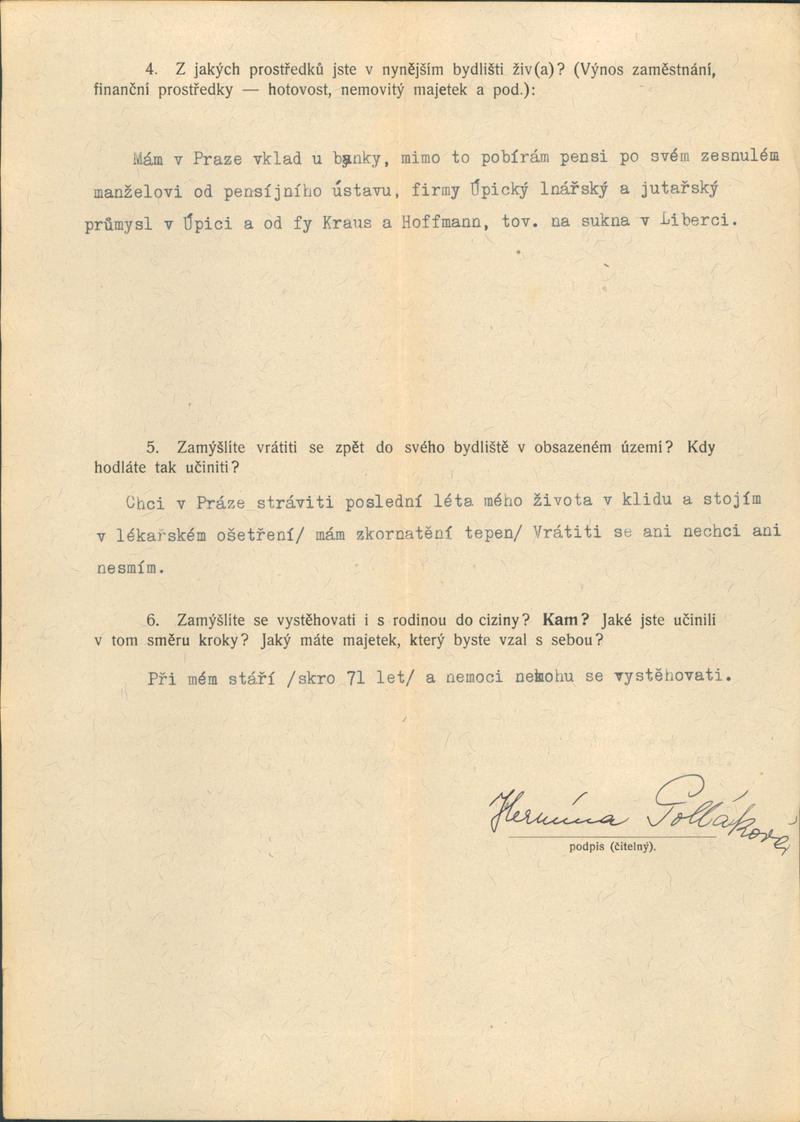 4. Z jakých prostředků jste v nynějším bydlišti živ(a)? (Výnos zaměstnání,
finanční prostředky — hotovost, nemovitý majetek a pod.):
Mám v Praze vklad u banky, mimo to pobírám pensi po svém zesnulém
manželovi od pensíjního ústavu, firmy Úpický lnářský a jutařský
průmysl v Úpici a od fy Kraus a Hoffmann, tov. na sukna v Liberci.
5. Zamýšlíte vrátiti se zpět do svého bydliště v obsazeném území? Kdy
hodláte tak učiniti?
Chci v Práze stráviti poslední léta mého života v klidu a stojím
v lékařském ošetření/ mám zkornatění tepen/ Vrátiti se ani nechci ani
nesmím.
6. Zamýšlíte se vystěhovati i s rodinou do ciziny? Kam? Jaké jste učinili
v tom směru kroky? Jaký máte majetek, který byste vzal s sebou?
Při mém stáří /skro 71 let/ a nemoci nemohu se vystěhovati.
Hermína Pollákova
podpis (čitelný).